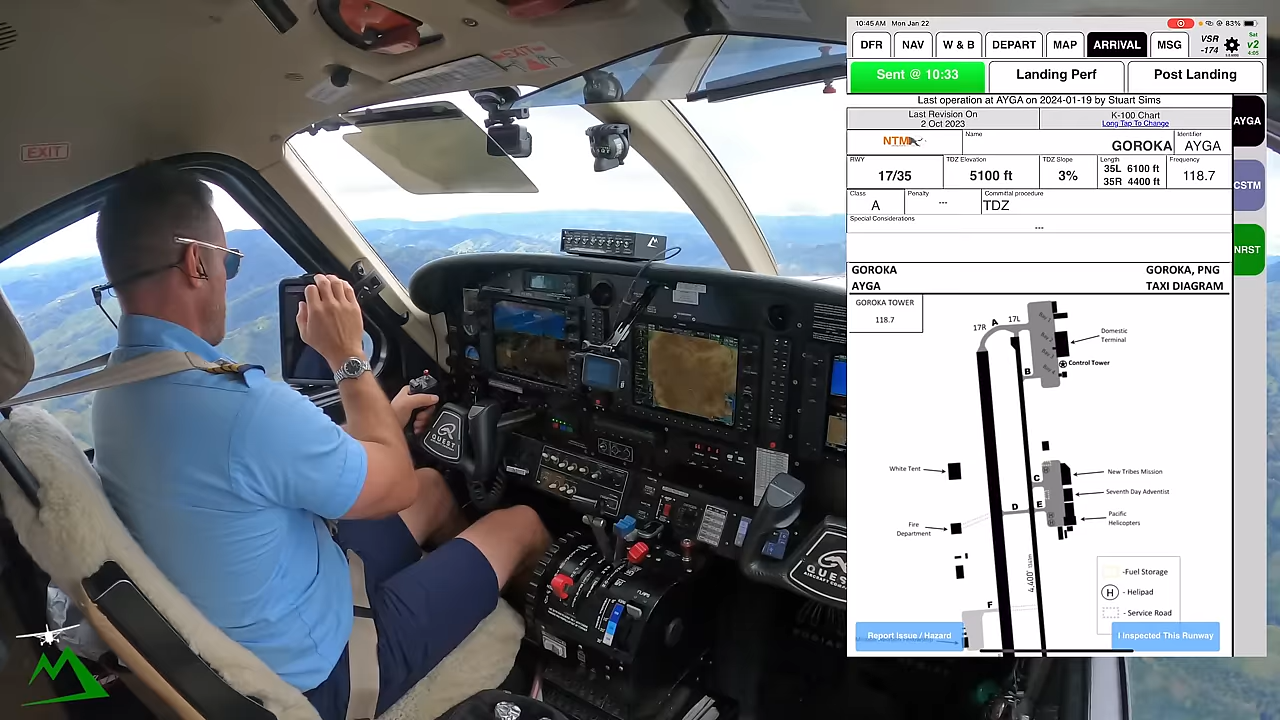 EXIT
EXIT
QUEST
QUEST
10:45 AM Mon Jan 22
83%
DFR
NAV
W & B
DEPART
MAP
ARRIVAL
MSG
VSR
-174
Sat
v2
4:05
Sent @ 10:33
Landing Perf
Post Landing
Last operation at AYGA on 2024-01-19 by Stuart Sims
Last Revision On
2 Oct 2023
K-100 Chart
Long Tap To Change
NTM
Name
GOROKA
Identifier
AYGA
RWY
17/35
TDZ Elevation
5100 ft
TDZ Slope
3%
Length
35L 6100 ft
35R 4400 ft
Frequency
118.7
Class
A
Penalty
---
Committal procedure
TDZ
Special Considerations
---
AYGA
CSTM
NRST
GOROKA
AYGA
GOROKA, PNG
TAXI DIAGRAM
GOROKA TOWER
118.7
17R
A
17L
Domestic
Terminal
Control Tower
B
White Tent
C
New Tribes Mission
E
Seventh Day Adventist
D
Pacific
Helicopters
Fire
Department
4,400'
F
-Fuel Storage
H
- Helipad
- Service Road
Report Issue / Hazard
I Inspected This Runway